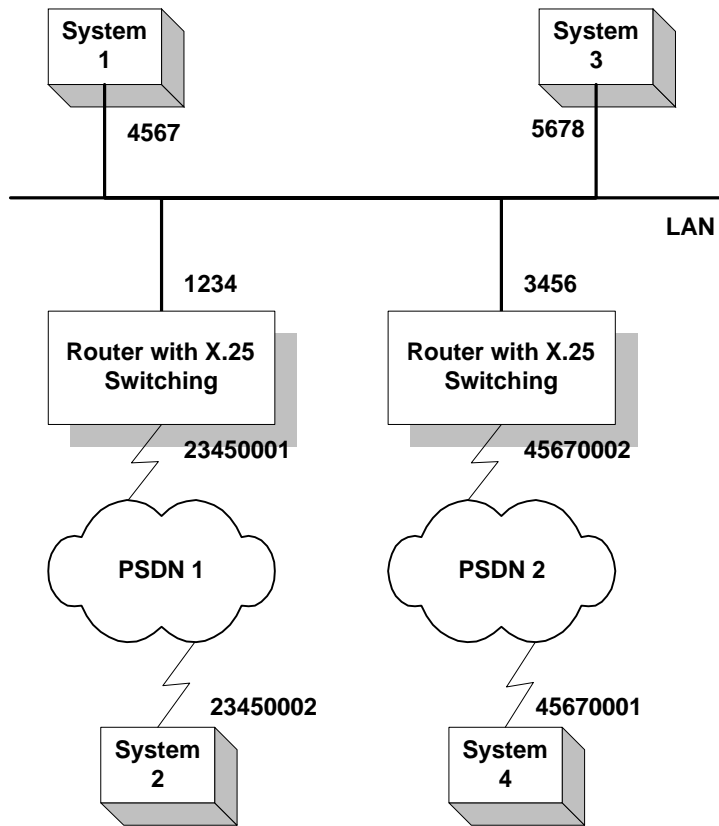 System
1
System
3
4567
5678
LAN
1234
3456
Router with X.25
Switching
Router with X.25
Switching
23450001
45670002
PSDN 1
PSDN 2
23450002
45670001
System
2
System
4